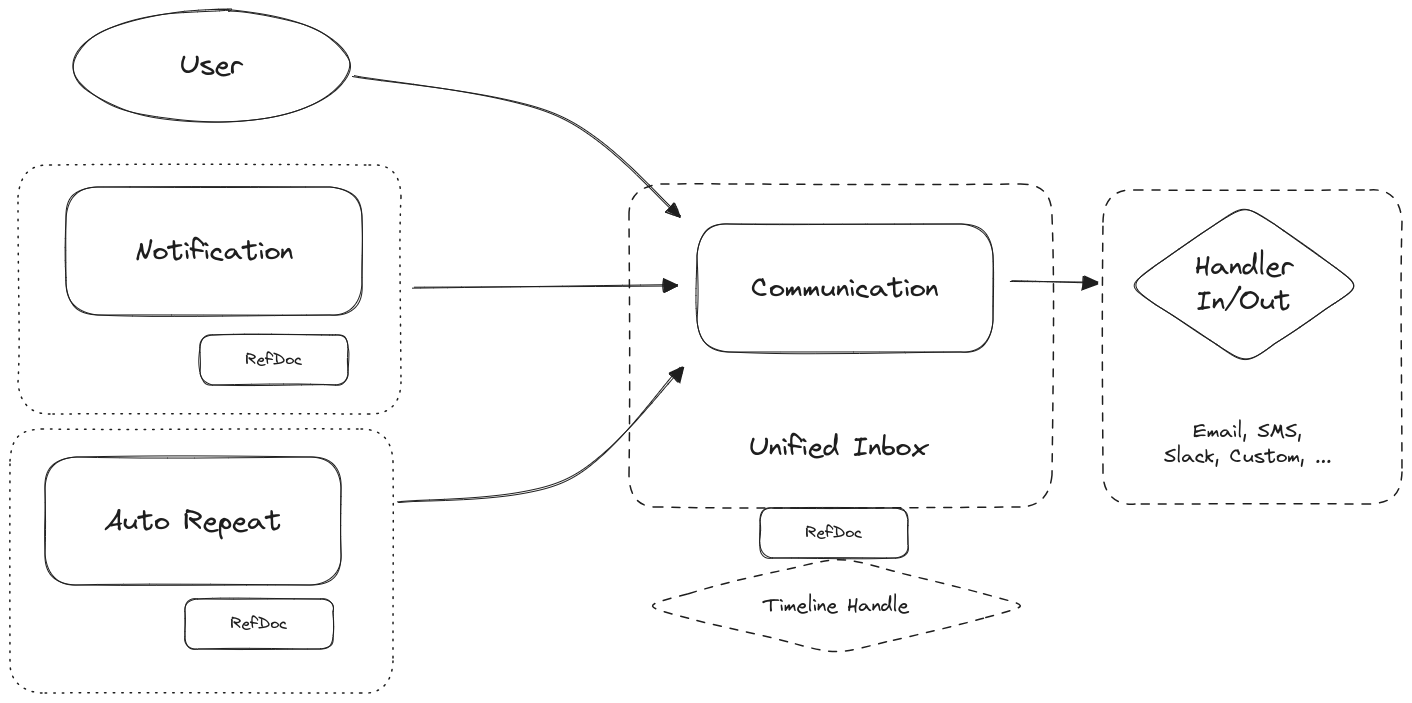 User
Notification
RefDoc
Auto Repeat
RefDoc
Communication
Unified Inbox
RefDoc
Timeline Handle
Handler
In/Out
Email, SMS,
Slack, Custom, ...